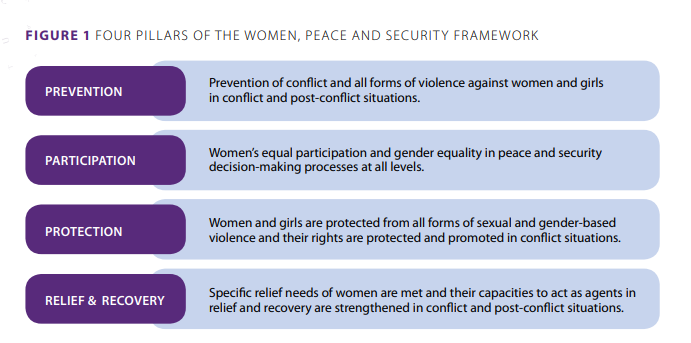 FIGURE 1 FOUR PILLARS OF THE WOMEN, PEACE AND SECURITY FRAMEWORK
PREVENTION
Prevention of conflict and all forms of violence against women and girls
in conflict and post-conflict situations.
PARTICIPATION
Women’s equal participation and gender equality in peace and security
decision-making processes at all levels.
PROTECTION
Women and girls are protected from all forms of sexual and gender-based
violence and their rights are protected and promoted in conflict situations.
RELIEF & RECOVERY
Specific relief needs of women are met and their capacities to act as agents in
relief and recovery are strengthened in conflict and post-conflict situations.